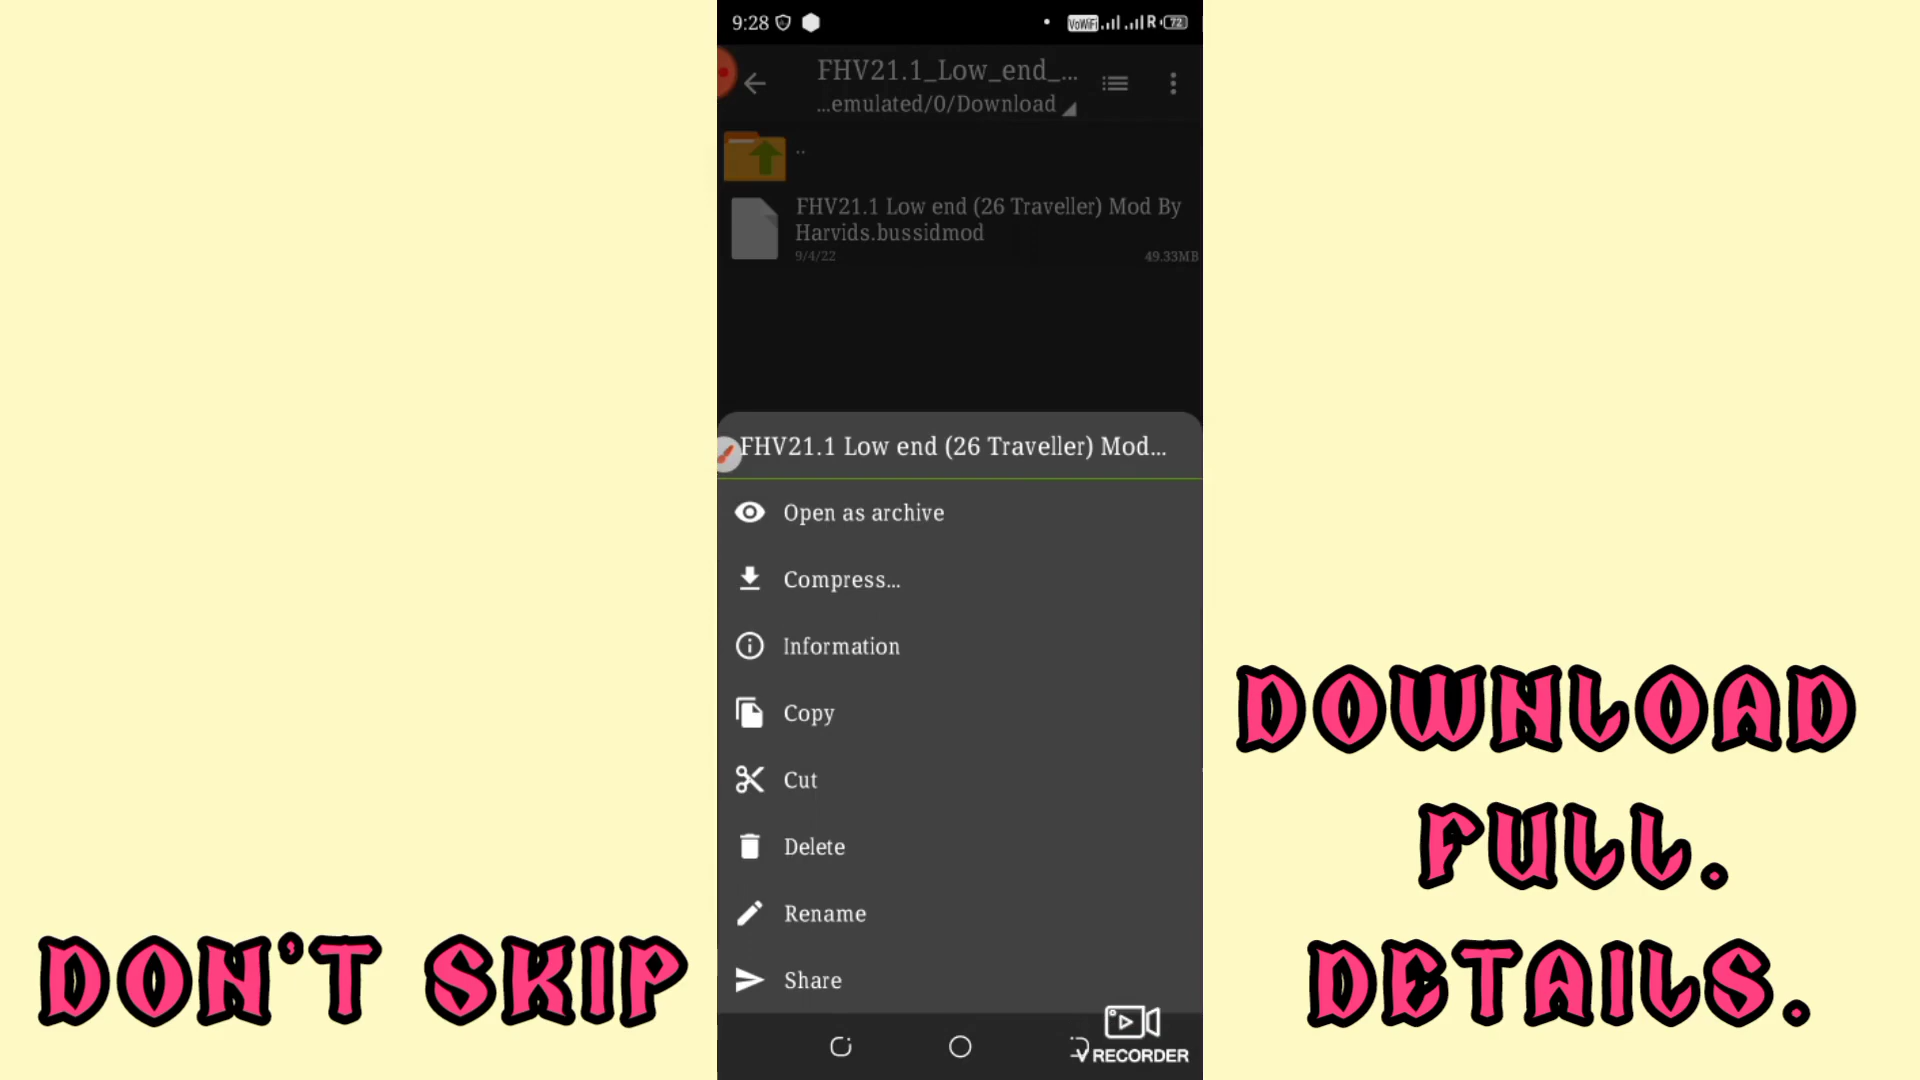 9:28
VoWiFi R 72
FHV21.1_Low_end_...
...emulated/0/Download
..
FHV21.1 Low end (26 Traveller) Mod By
Harvids.bussidmod
9/4/22
49.33MB
FHV21.1 Low end (26 Traveller) Mod...
Open as archive
Compress...
Information
Copy
Cut
Delete
Rename
Share
V RECORDER
DON'T SKIP
DOWNLOAD
FULL.
DETAILS.